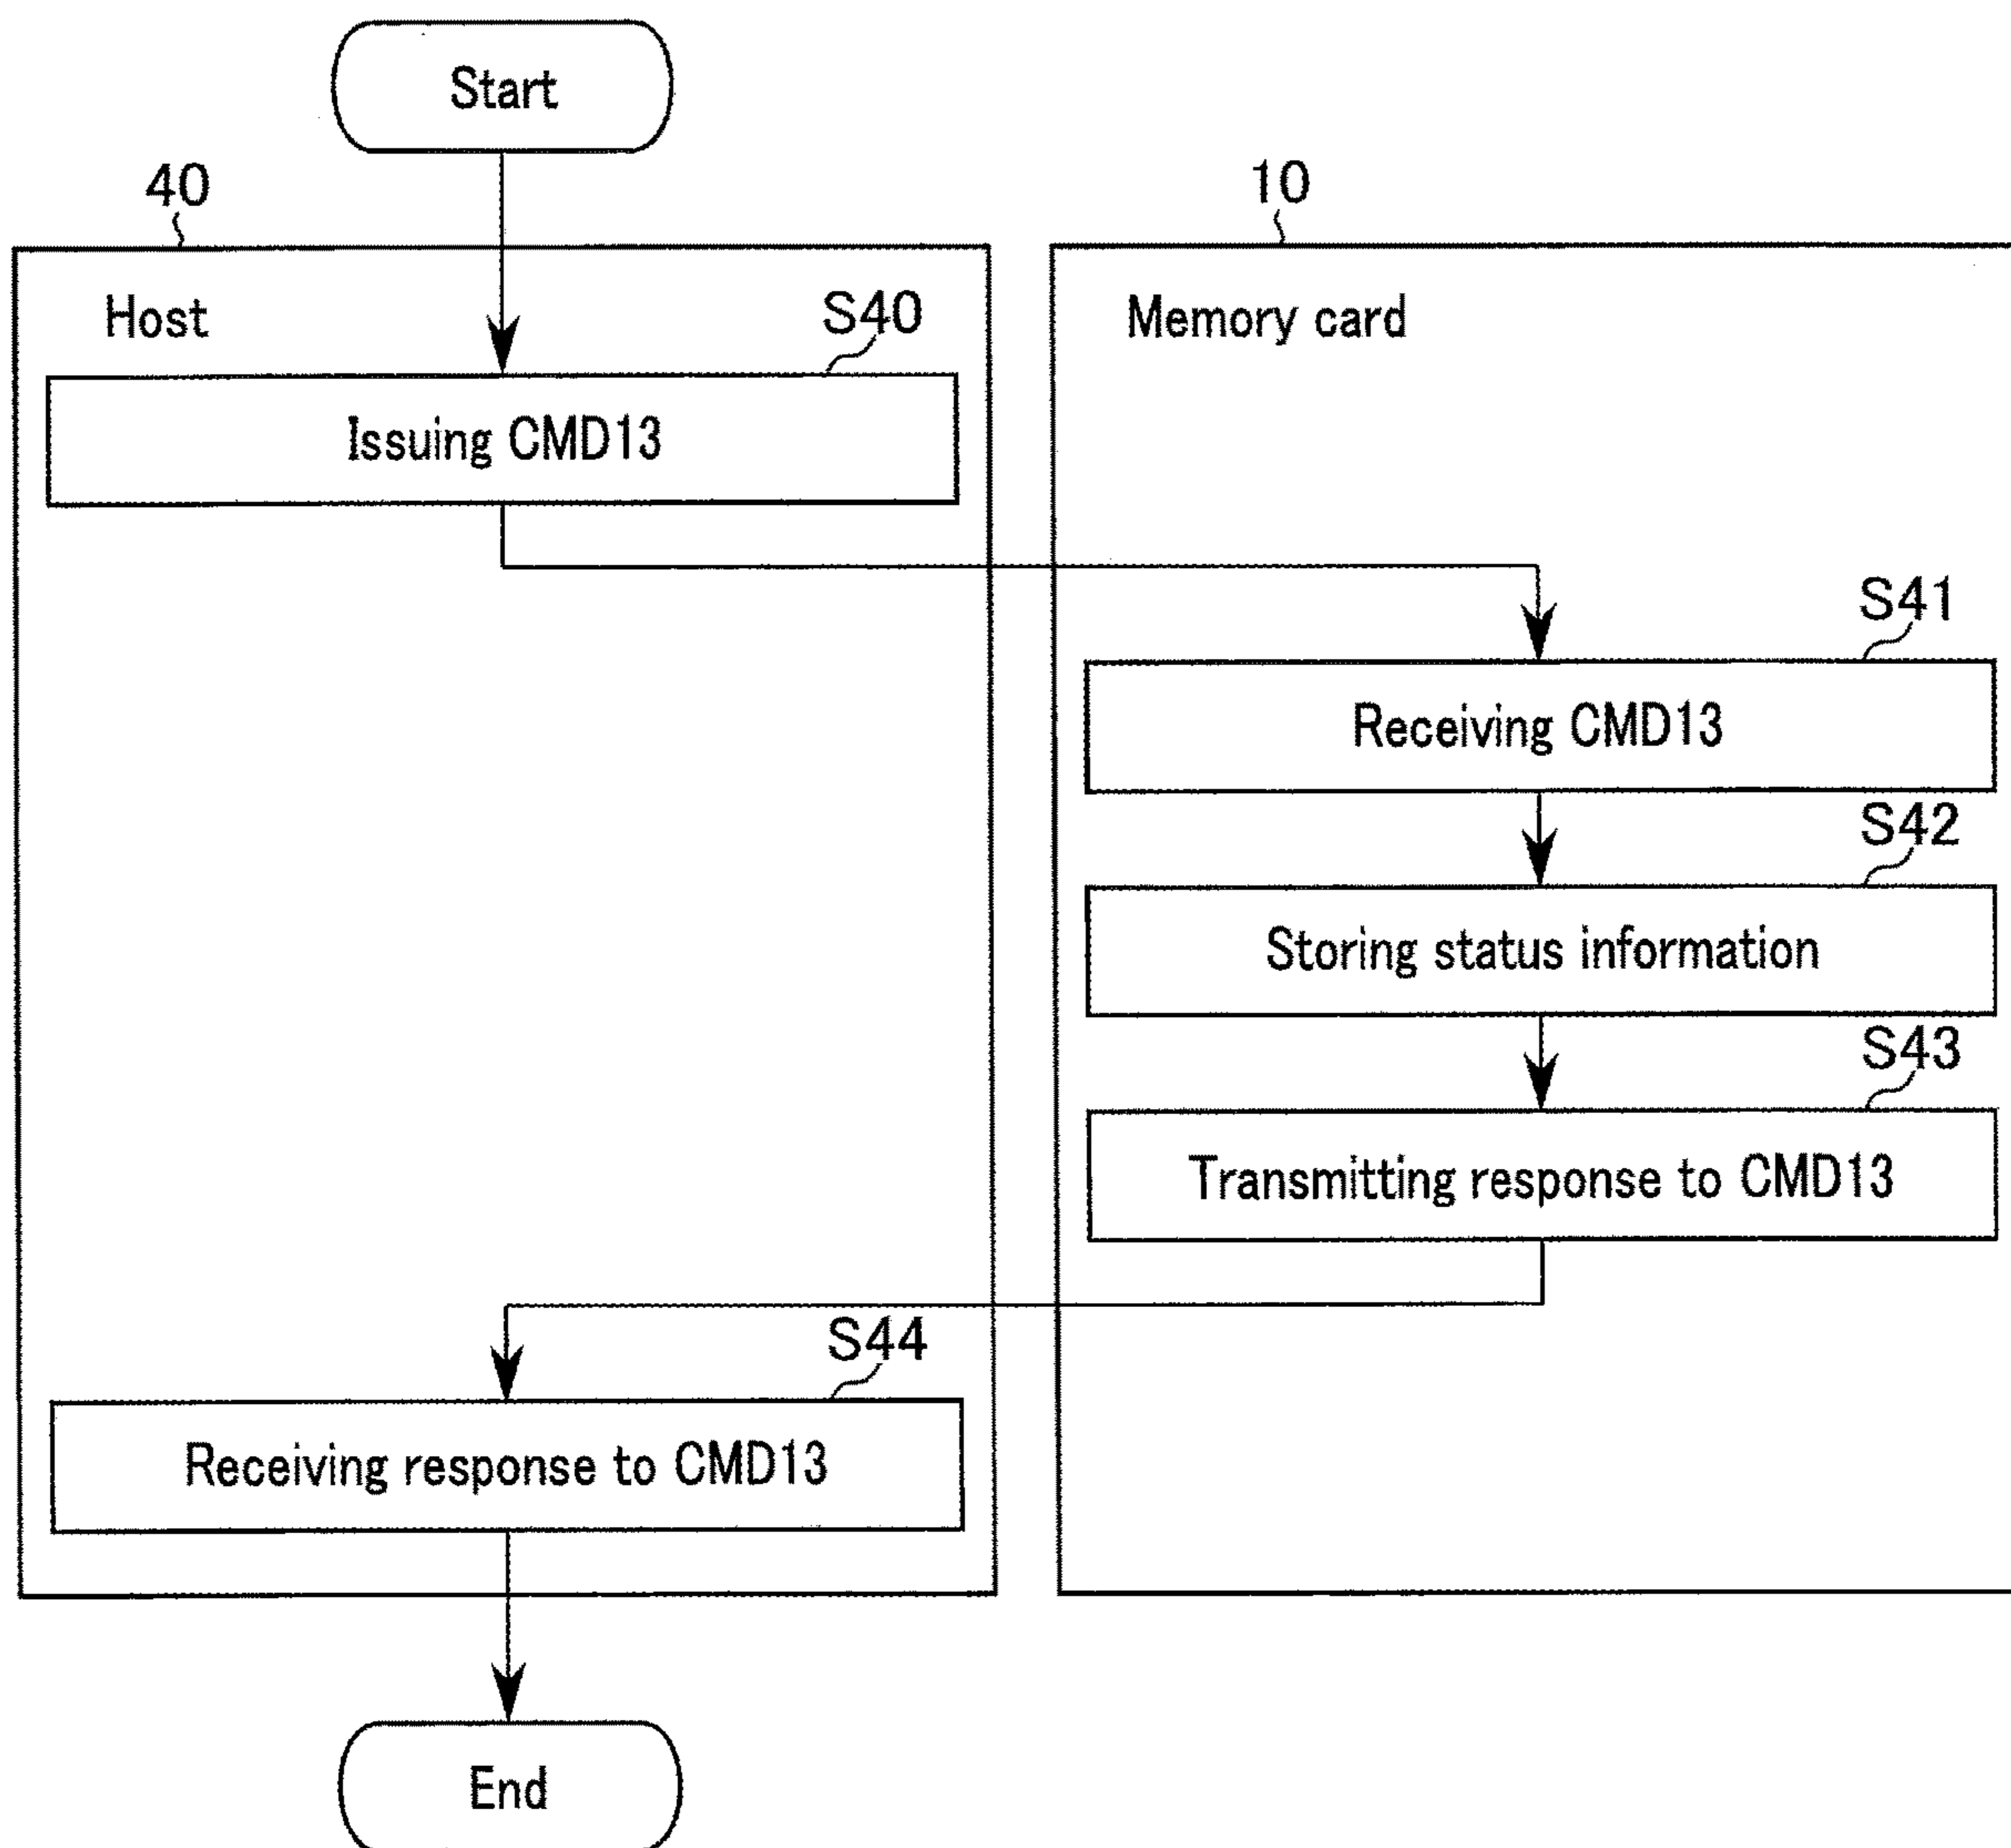 Start
40
10
Host
Memory card
S40
Issuing CMD13
S41
Receiving CMD13
S42
Storing status information
S43
Transmitting response to CMD13
S44
Receiving response to CMD13
End